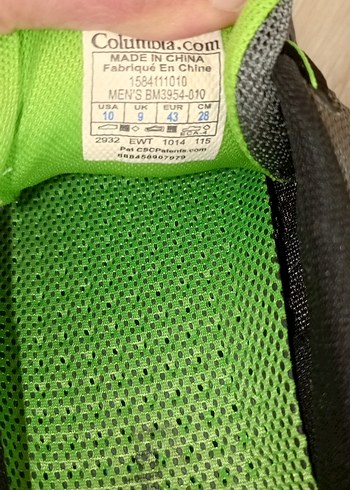 Columbia.com
MADE IN CHINA
Fabriqué En Chine
1584111010
MEN'S BM3954-010
USA UK EUR CM
10 9 43 28
2932 EWT 1014 115
Pat CSCPatents.com
888458907979